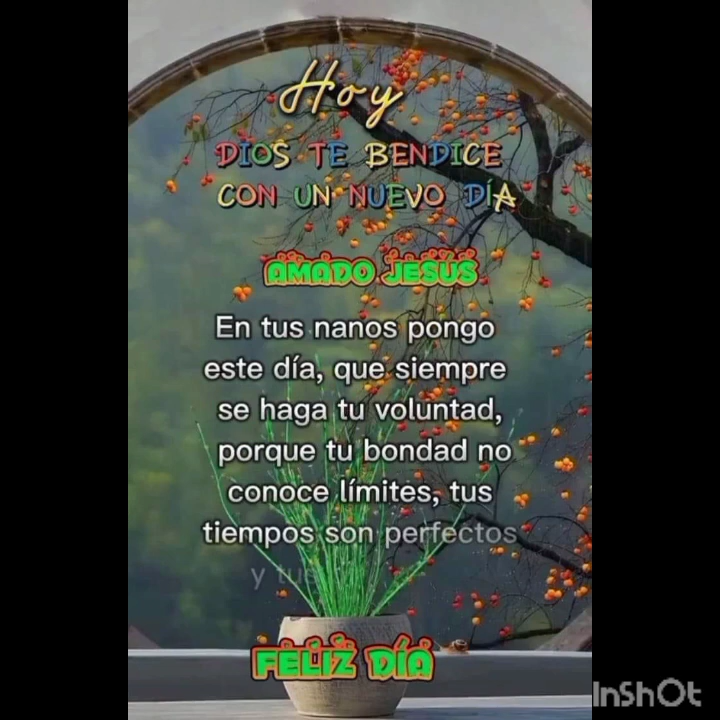 Hoy
DIOS TE BENDICE
CON UN NUEVO DÍA
AMADO JESÚS
En tus nanos pongo
este día, que siempre
se haga tu voluntad,
porque tu bondad no
conoce límites, tus
tiempos son perfectos
y tus
FELIZ DÍA
InShOt